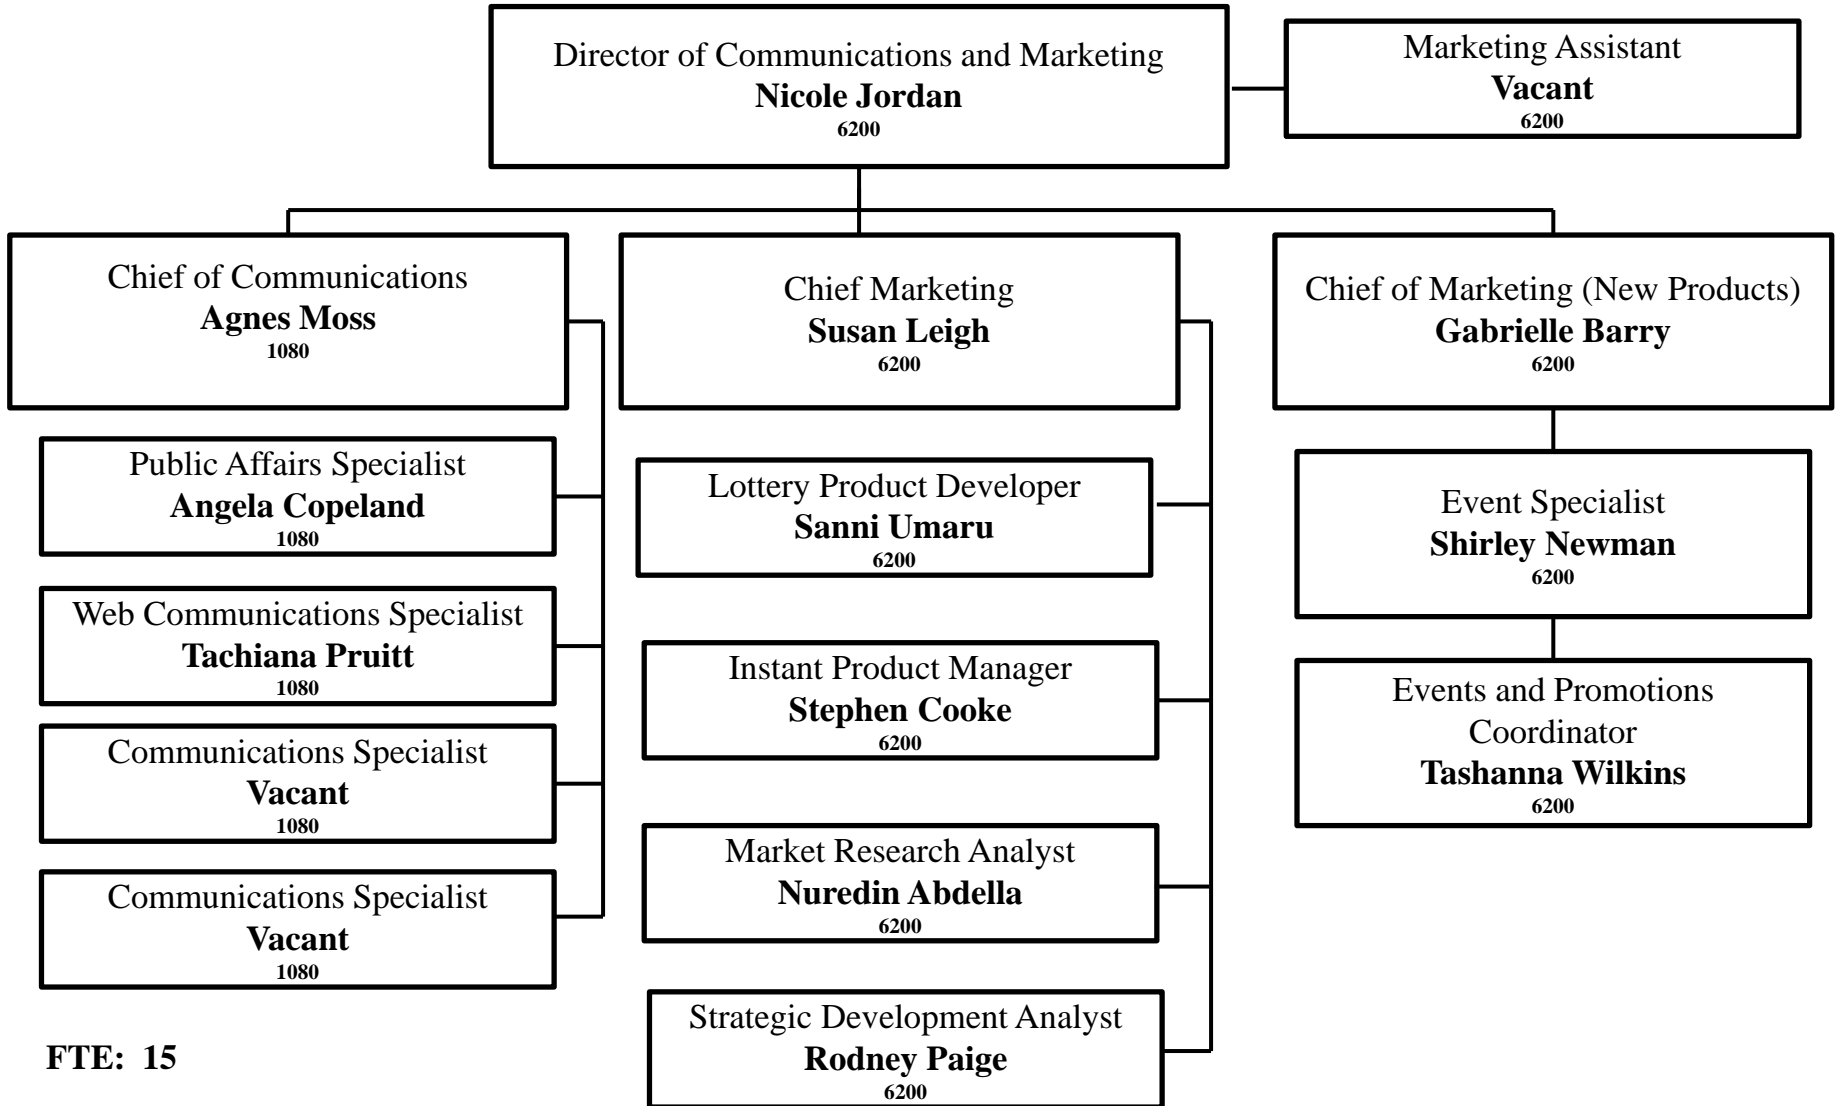 Director of Communications and Marketing
Nicole Jordan
6200
Marketing Assistant
Vacant
6200
Chief of Communications
Agnes Moss
1080
Public Affairs Specialist
Angela Copeland
1080
Web Communications Specialist
Tachiana Pruitt
1080
Communications Specialist
Vacant
1080
Communications Specialist
Vacant
1080
Chief Marketing
Susan Leigh
6200
Lottery Product Developer
Sanni Umaru
6200
Instant Product Manager
Stephen Cooke
6200
Market Research Analyst
Nuredin Abdella
6200
Strategic Development Analyst
Rodney Paige
6200
Chief of Marketing (New Products)
Gabrielle Barry
6200
Event Specialist
Shirley Newman
6200
Events and Promotions
Coordinator
Tashanna Wilkins
6200
FTE: 15